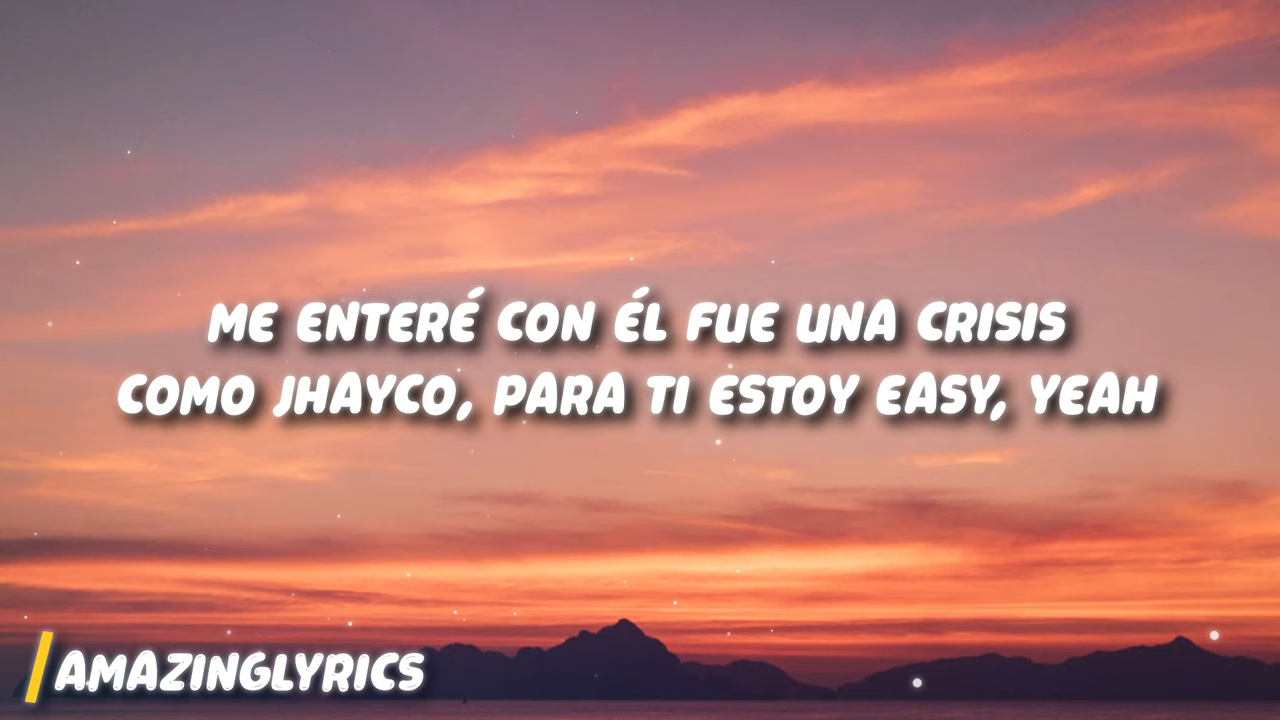 ME ENTERÉ CON ÉL FUE UNA CRISIS
COMO JHAYCO, PARA TI ESTOY EASY, YEAH
AMAZINGLYRICS